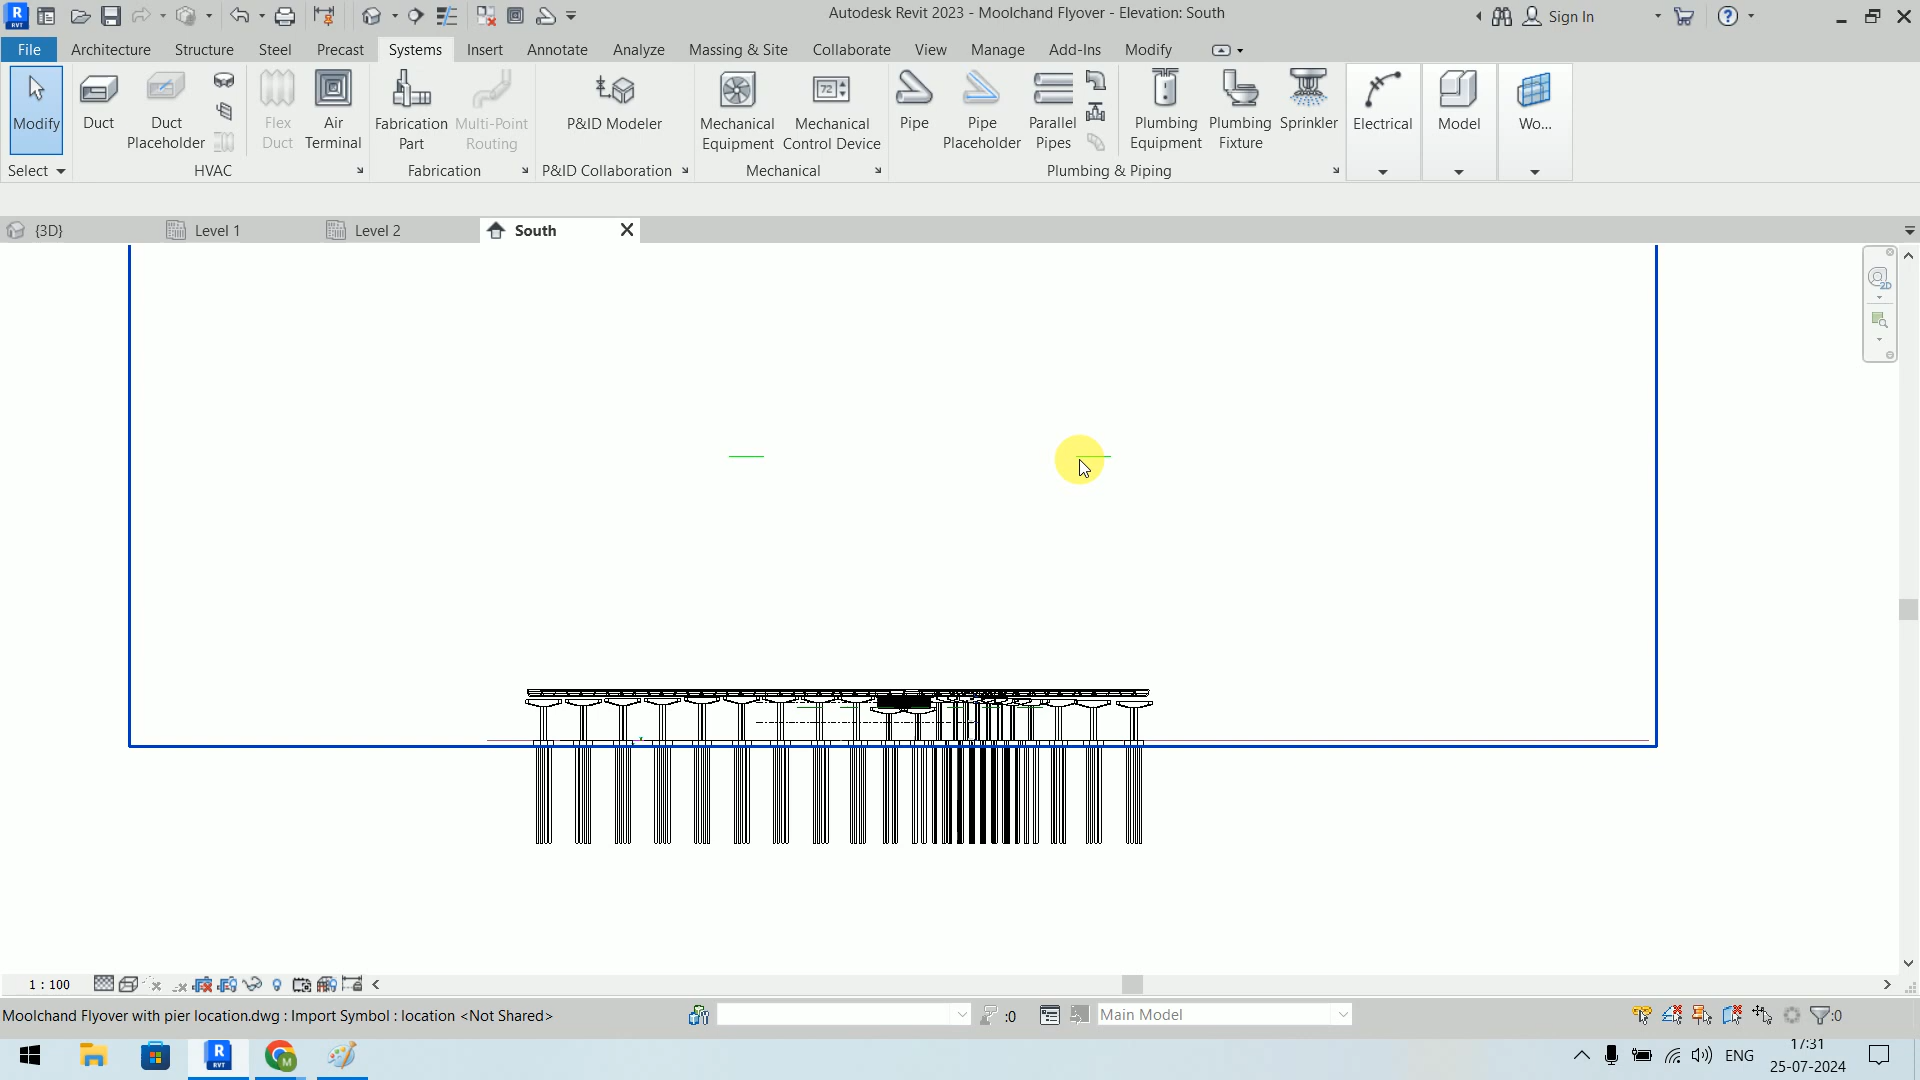 Autodesk Revit 2023 - Moolchand Flyover - Elevation: South
Sign In
File Architecture Structure Steel Precast Systems Insert Annotate Analyze Massing & Site Collaborate View Manage Add-Ins Modify
Modify
Duct
Duct Placeholder
Flex Duct
Air Terminal
Fabrication Part
Multi-Point Routing
P&ID Modeler
Mechanical Equipment
Mechanical Control Device
Pipe
Pipe Placeholder
Parallel Pipes
Plumbing Equipment
Plumbing Fixture
Sprinkler
Electrical
Model
Wo...
Select HVAC Fabrication P&ID Collaboration Mechanical Plumbing & Piping
{3D} Level 1 Level 2 South
2D
1 : 100
Moolchand Flyover with pier location.dwg : Import Symbol : location <Not Shared>
:0
Main Model
:0
ENG
17:31
25-07-2024